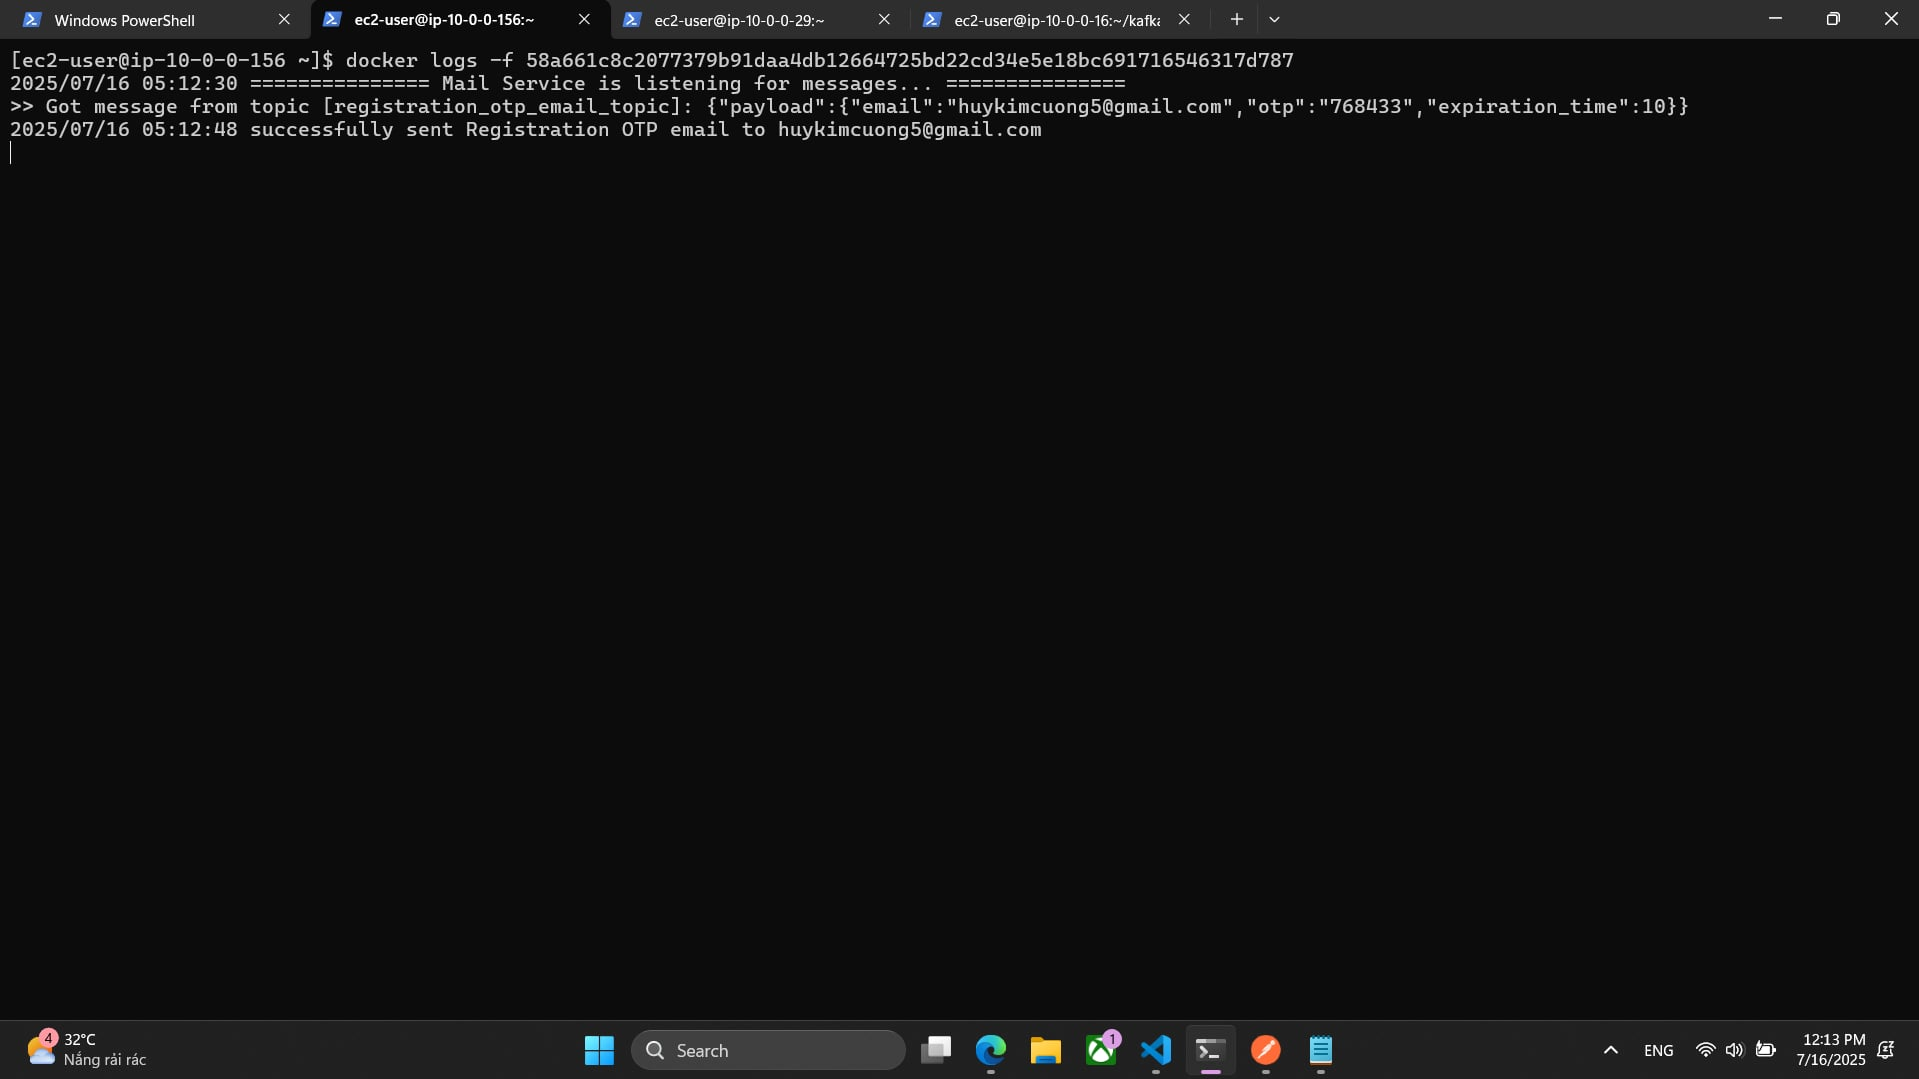 Windows PowerShell
ec2-user@ip-10-0-0-156:~
ec2-user@ip-10-0-0-29:~
ec2-user@ip-10-0-0-16:~/kafka
[ec2-user@ip-10-0-0-156 ~]$ docker logs -f 58a661c8c2077379b91daa4db12664725bd22cd34e5e18bc691716546317d787
2025/07/16 05:12:30 =============== Mail Service is listening for messages... ===============
>> Got message from topic [registration_otp_email_topic]: {"payload":{"email":"huykimcuong5@gmail.com","otp":"768433","expiration_time":10}}
2025/07/16 05:12:48 successfully sent Registration OTP email to huykimcuong5@gmail.com
4
32°C
Nắng rải rác
Search
1
ENG
12:13 PM
7/16/2025